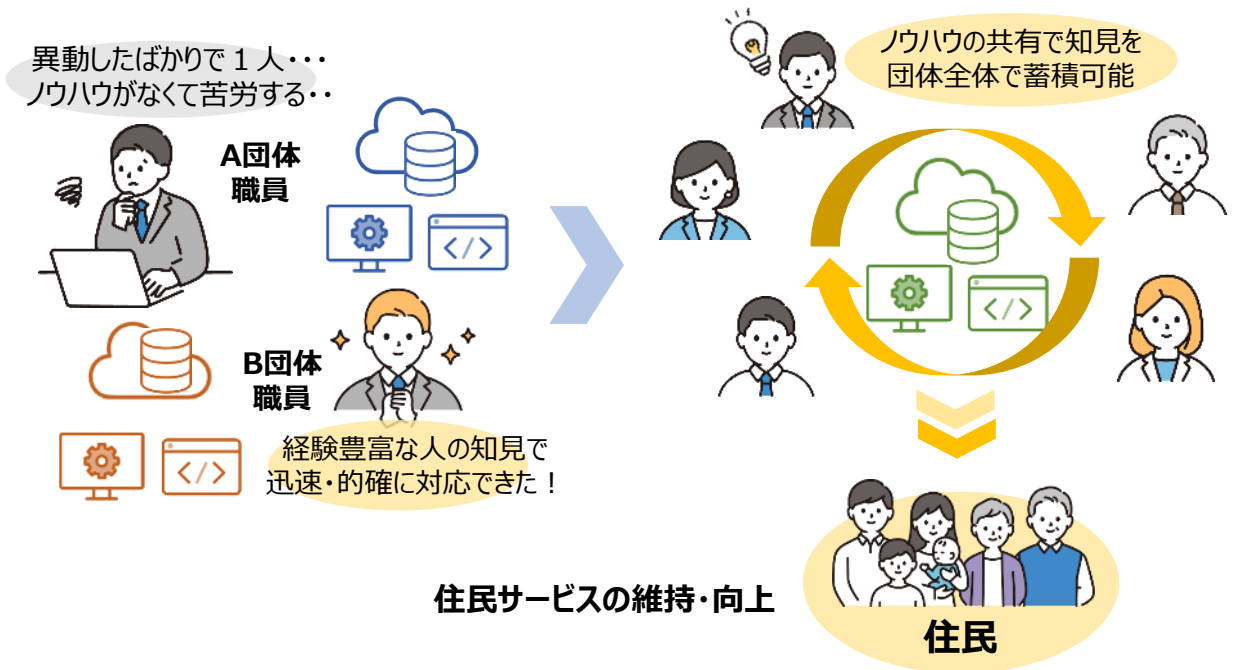 異動したばかりで1人・・・
ノウハウがなくて苦労する・・
A団体
職員
</>
B団体
職員
</>
経験豊富な人の知見で
迅速・的確に対応できた！
ノウハウの共有で知見を
団体全体で蓄積可能
</>
住民サービスの維持・向上
住民